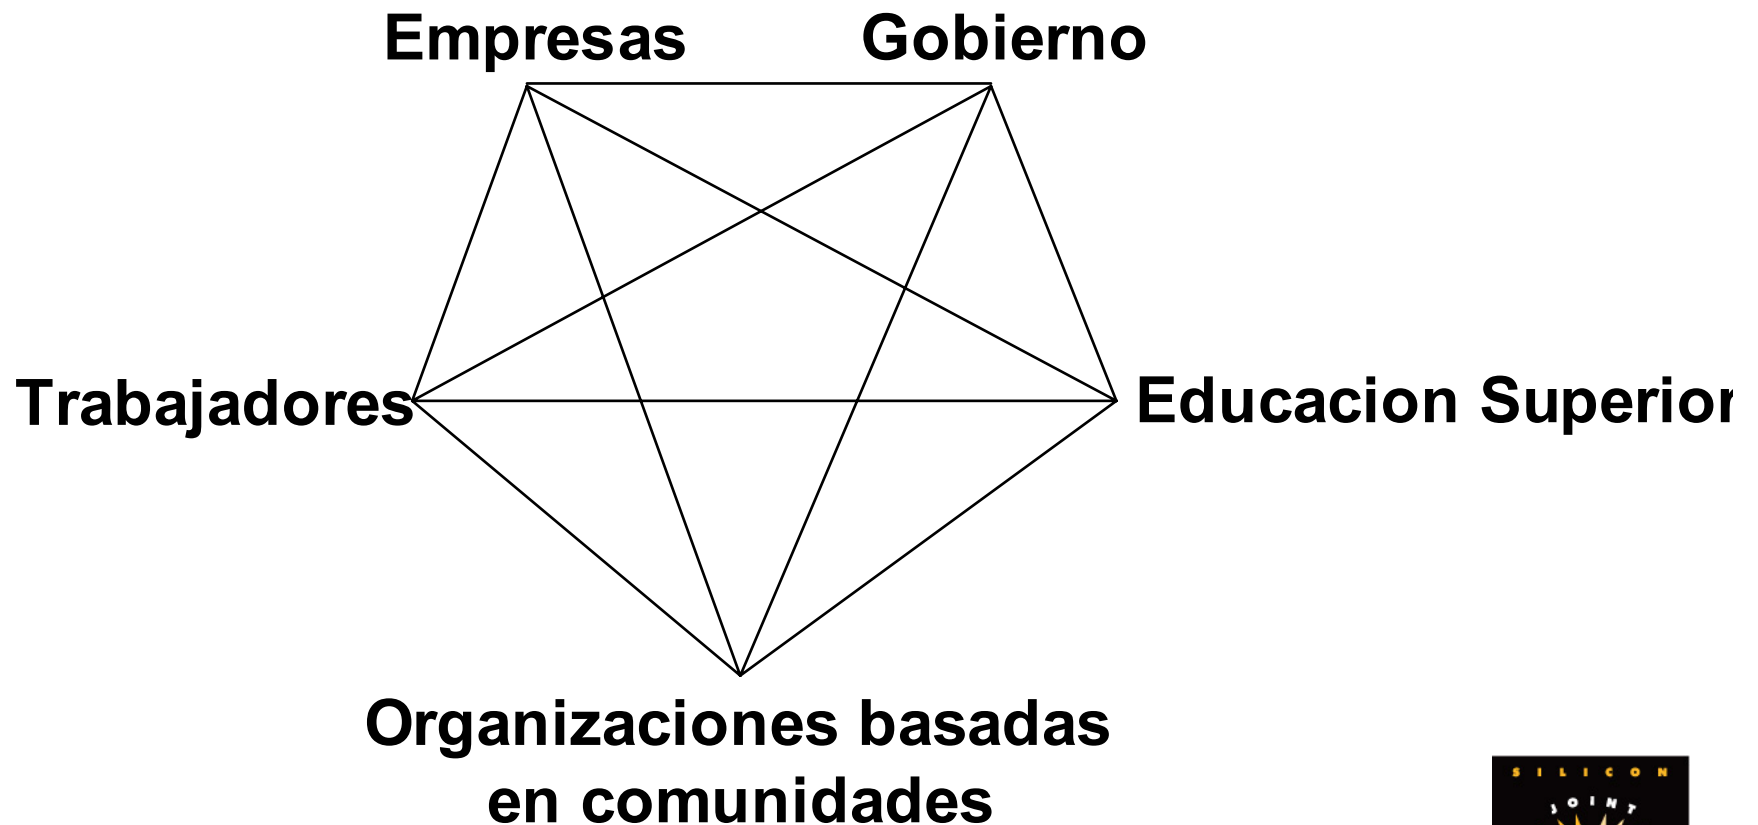 Empresas
Gobierno
Trabajadores
Educacion Superior
Organizaciones basadas
en comunidades
SILICON
JOINT